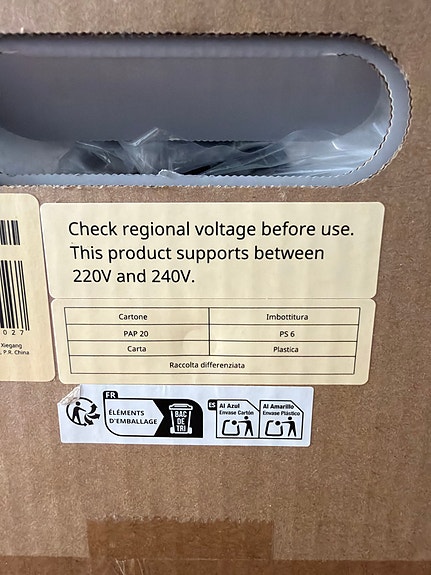 Check regional voltage before use.
This product supports between
220V and 240V.
027
Xiegang
, P.R. China
Cartone Imbottitura
PAP 20 PS 6
Carta Plastica
Raccolta differenziata
FR
ÉLÉMENTS
D'EMBALLAGE
BAC
DE
TRI
ES
Al Azul
Envase Cartón
Al Amarillo
Envase Plástico